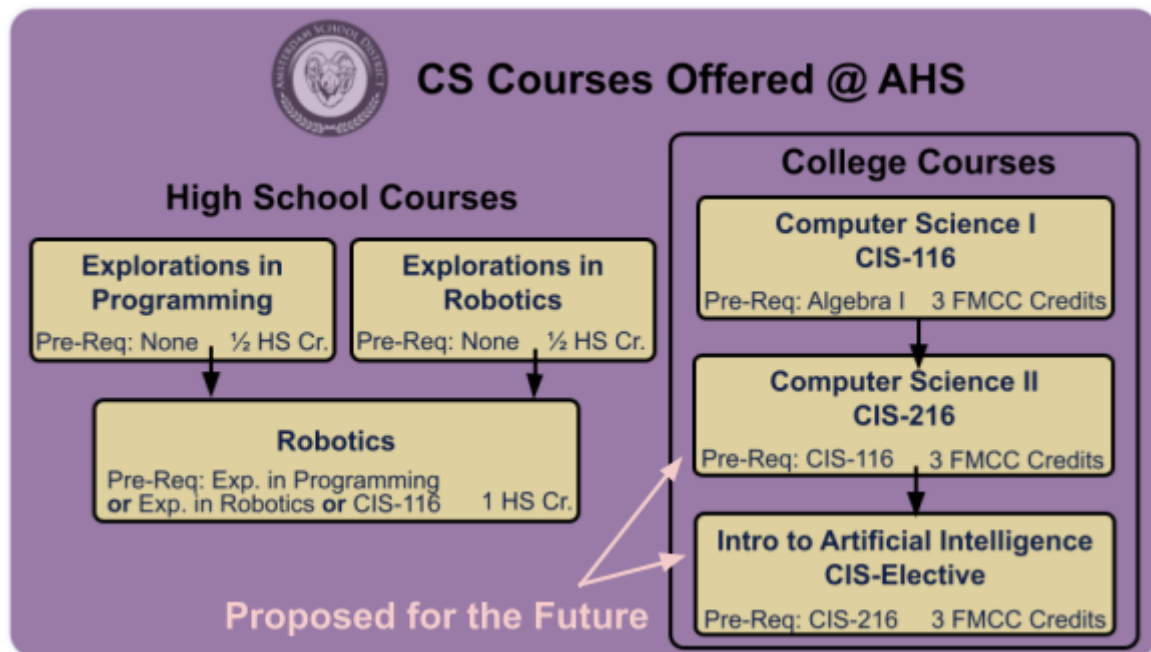 AMSTERDAM SCHOOL DISTRICT
CS Courses Offered @ AHS
High School Courses
Explorations in
Programming
Pre-Req: None ½ HS Cr.
Explorations in
Robotics
Pre-Req: None ½ HS Cr.
Robotics
Pre-Req: Exp. in Programming
or Exp. in Robotics or CIS-116 1 HS Cr.
College Courses
Computer Science I
CIS-116
Pre-Req: Algebra I 3 FMCC Credits
Computer Science II
CIS-216
Pre-Req: CIS-116 3 FMCC Credits
Intro to Artificial Intelligence
CIS-Elective
Pre-Req: CIS-216 3 FMCC Credits
Proposed for the Future